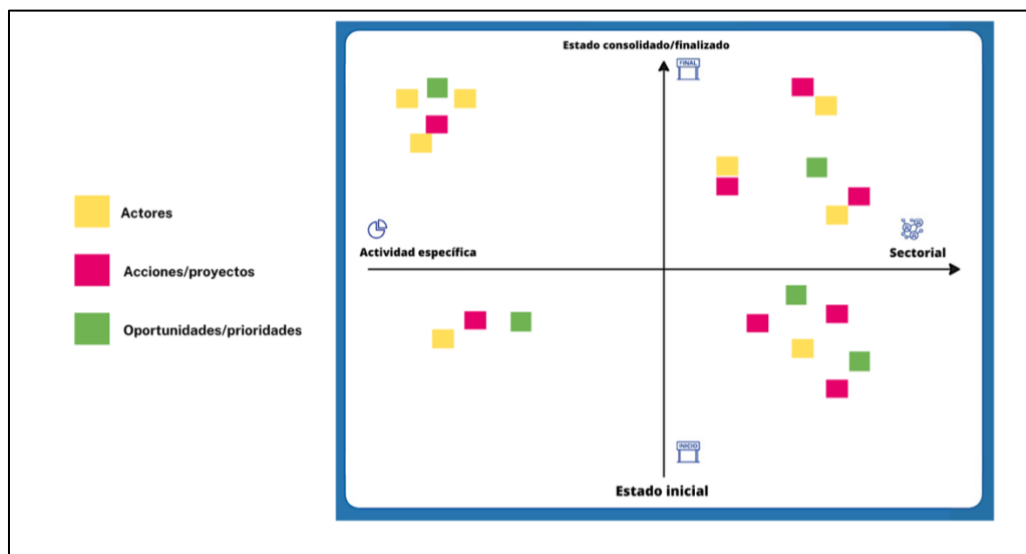 Estado consolidado/finalizado
FINAL
Actores
Actividad específica
Sectorial
Acciones/proyectos
Oportunidades/prioridades
INICIO
Estado inicial